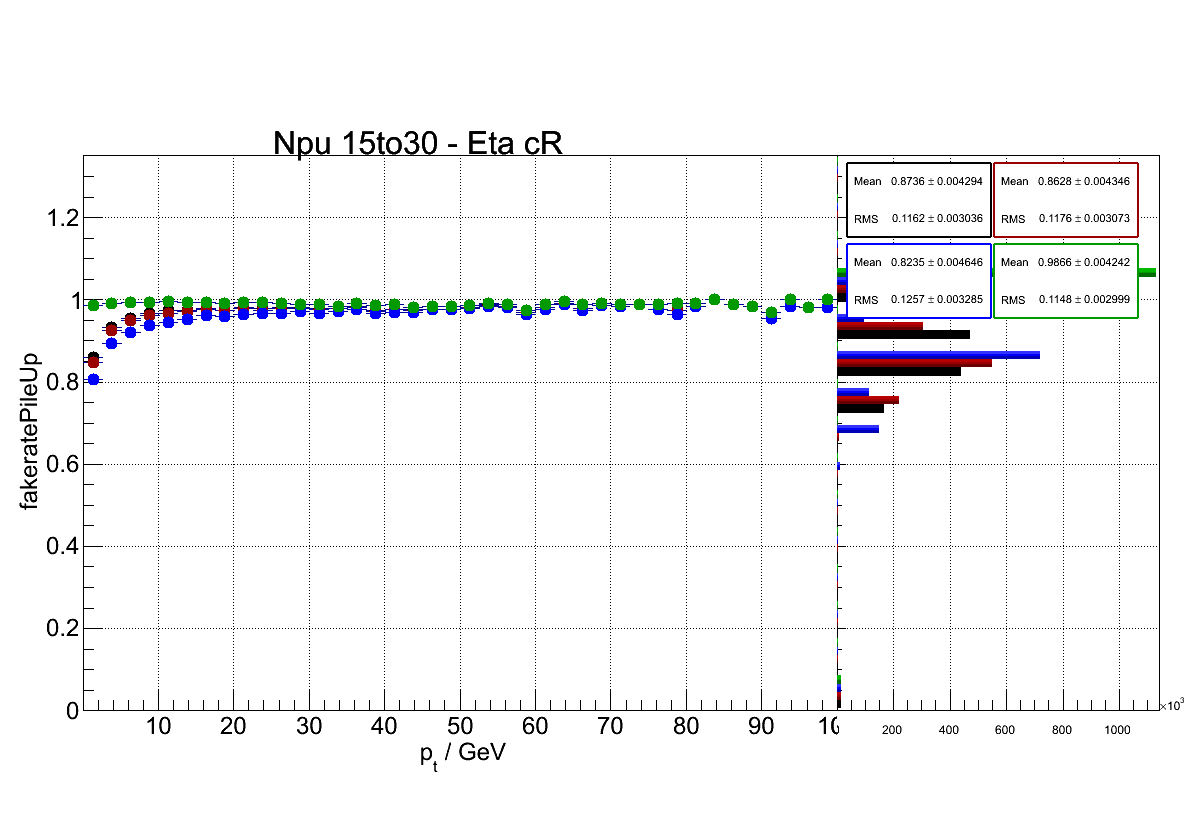 Npu 15to30 - Eta cR
fakeratePileUp
1.2
1
0.8
0.6
0.4
0.2
0
10 20 30 40 50 60 70 80 90 10
p_t / GeV
Mean 0.8736 ± 0.004294
RMS 0.1162 ± 0.003036
Mean 0.8628 ± 0.004346
RMS 0.1176 ± 0.003073
Mean 0.8235 ± 0.004646
RMS 0.1257 ± 0.003285
Mean 0.9866 ± 0.004242
RMS 0.1148 ± 0.002999
200 400 600 800 1000
×10³